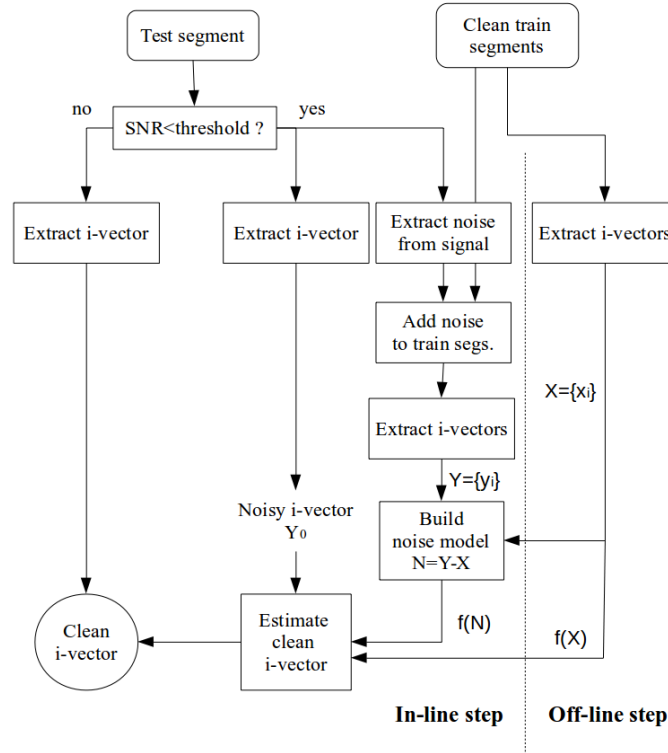 Test segment
Clean train
segments
no
yes
SNR<threshold ?
Extract i-vector
Extract i-vector
Extract noise
from signal
Extract i-vectors
Add noise
to train segs.
X={xi}
Extract i-vectors
Y={yi}
Noisy i-vector
Y0
Build
noise model
N=Y-X
Clean
i-vector
Estimate
clean
i-vector
f(N)
f(X)
In-line step
Off-line step